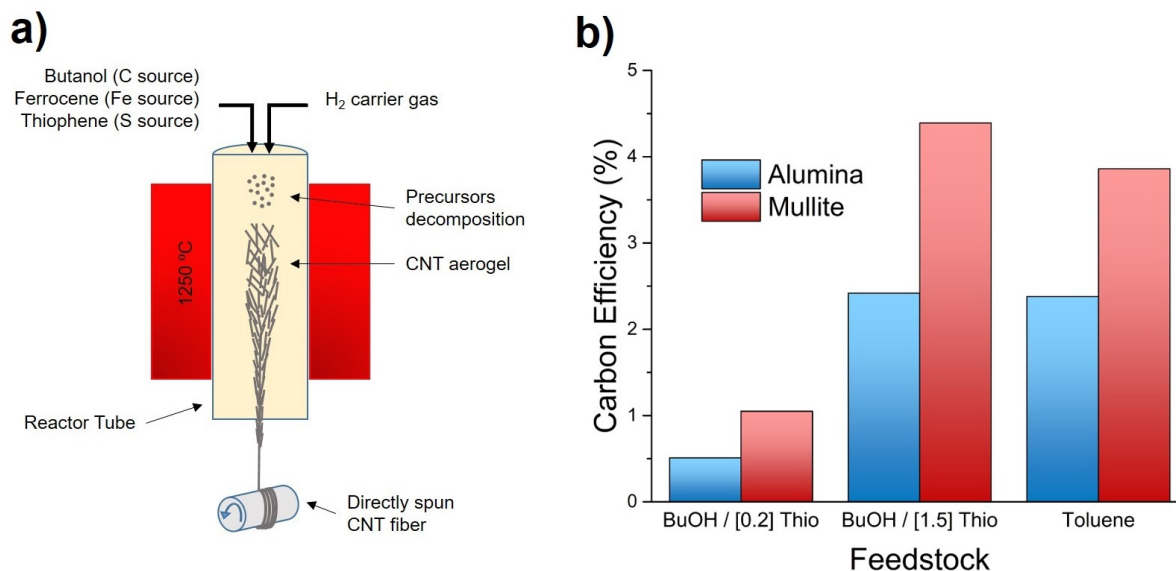 a)
Butanol (C source)
Ferrocene (Fe source)
Thiophene (S source)
H₂ carrier gas
Precursors
decomposition
CNT aerogel
1250 ºC
Reactor Tube
Directly spun
CNT fiber
b)
Carbon Efficiency (%)
5
4
3
2
1
0
Alumina
Mullite
BuOH / [0.2] Thio
BuOH / [1.5] Thio
Toluene
Feedstock